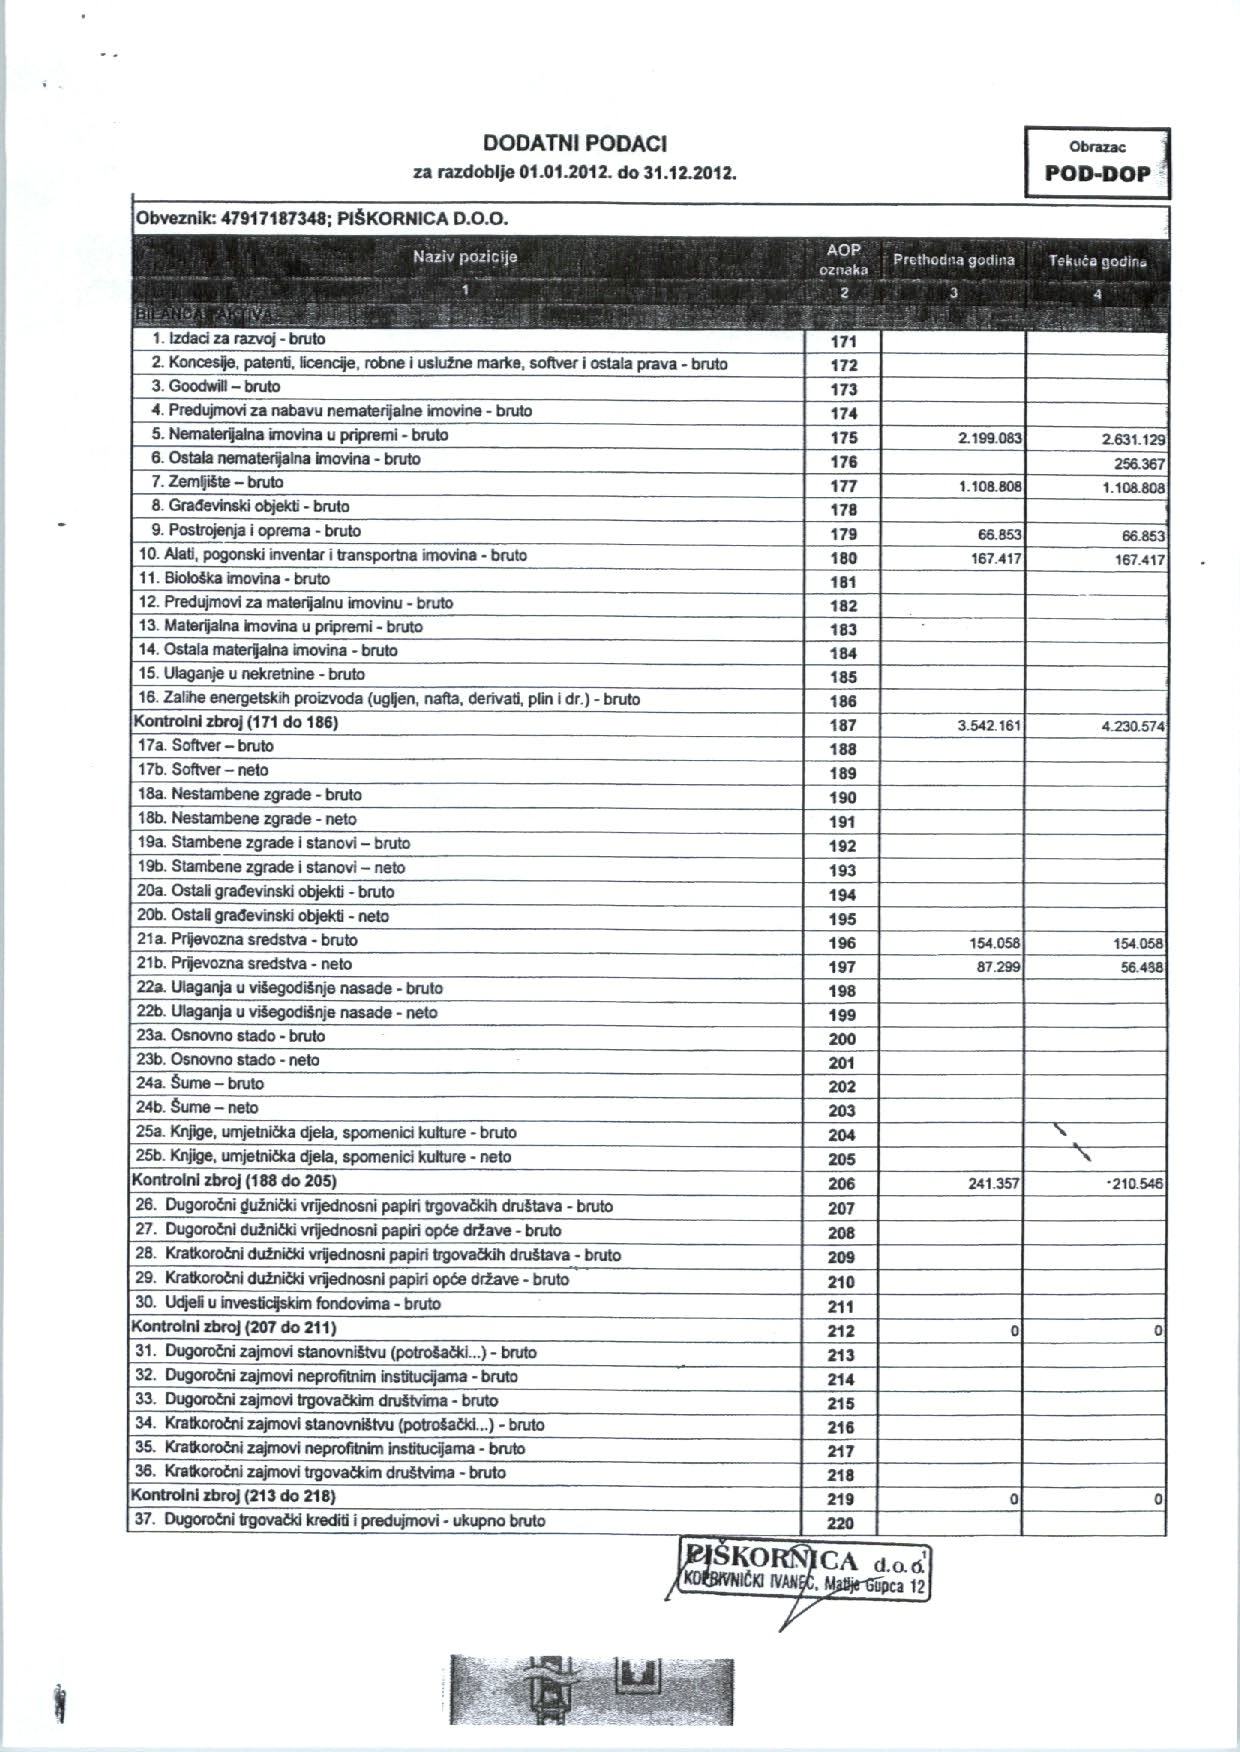 DODATNI PODACI
za razdoblje 01.01.2012. do 31.12.2012.
Obrazac
POD-DOP
Obveznik: 47917187348; PIŠKORNICA D.O.O.
Naziv pozicije AOP oznaka Prethodna godina Tekuća godina
1 2 3 4
BILANCA AKTIVA
1. Izdaci za razvoj - bruto 171
2. Koncesije, patenti, licencije, robne i uslužne marke, softver i ostala prava - bruto 172
3. Goodwill – bruto 173
4. Predujmovi za nabavu nematerijalne imovine - bruto 174
5. Nematerijalna imovina u pripremi - bruto 175 2.199.083 2.631.129
6. Ostala nematerijalna imovina - bruto 176 256.367
7. Zemljište – bruto 177 1.108.808 1.108.808
8. Građevinski objekti - bruto 178
9. Postrojenja i oprema - bruto 179 66.853 66.853
10. Alati, pogonski inventar i transportna imovina - bruto 180 167.417 167.417
11. Biološka imovina - bruto 181
12. Predujmovi za materijalnu imovinu - bruto 182
13. Materijalna imovina u pripremi - bruto 183
14. Ostala materijalna imovina - bruto 184
15. Ulaganje u nekretnine - bruto 185
16. Zalihe energetskih proizvoda (ugljen, nafta, derivati, plin i dr.) - bruto 186
Kontrolni zbroj (171 do 186) 187 3.542.161 4.230.574
17a. Softver – bruto 188
17b. Softver – neto 189
18a. Nestambene zgrade - bruto 190
18b. Nestambene zgrade - neto 191
19a. Stambene zgrade i stanovi – bruto 192
19b. Stambene zgrade i stanovi – neto 193
20a. Ostali građevinski objekti - bruto 194
20b. Ostali građevinski objekti - neto 195
21a. Prijevozna sredstva - bruto 196 154.058 154.058
21b. Prijevozna sredstva - neto 197 87.299 56.488
22a. Ulaganja u višegodišnje nasade - bruto 198
22b. Ulaganja u višegodišnje nasade - neto 199
23a. Osnovno stado - bruto 200
23b. Osnovno stado - neto 201
24a. Šume – bruto 202
24b. Šume – neto 203
25a. Knjige, umjetnička djela, spomenici kulture - bruto 204
25b. Knjige, umjetnička djela, spomenici kulture - neto 205
Kontrolni zbroj (188 do 205) 206 241.357 210.546
26. Dugoročni dužnički vrijednosni papiri trgovačkih društava - bruto 207
27. Dugoročni dužnički vrijednosni papiri opće države - bruto 208
28. Kratkoročni dužnički vrijednosni papiri trgovačkih društava - bruto 209
29. Kratkoročni dužnički vrijednosni papiri opće države - bruto 210
30. Udjeli u investicijskim fondovima - bruto 211
Kontrolni zbroj (207 do 211) 212 0 0
31. Dugoročni zajmovi stanovništvu (potrošački...) - bruto 213
32. Dugoročni zajmovi neprofitnim institucijama - bruto 214
33. Dugoročni zajmovi trgovačkim društvima - bruto 215
34. Kratkoročni zajmovi stanovništvu (potrošački...) - bruto 216
35. Kratkoročni zajmovi neprofitnim institucijama - bruto 217
36. Kratkoročni zajmovi trgovačkim društvima - bruto 218
Kontrolni zbroj (213 do 218) 219 0 0
37. Dugoročni trgovački krediti i predujmovi - ukupno bruto 220
PIŠKORNICA d.o.o.
KOPRIVNIČKI IVANEC, Matije Gupca 12